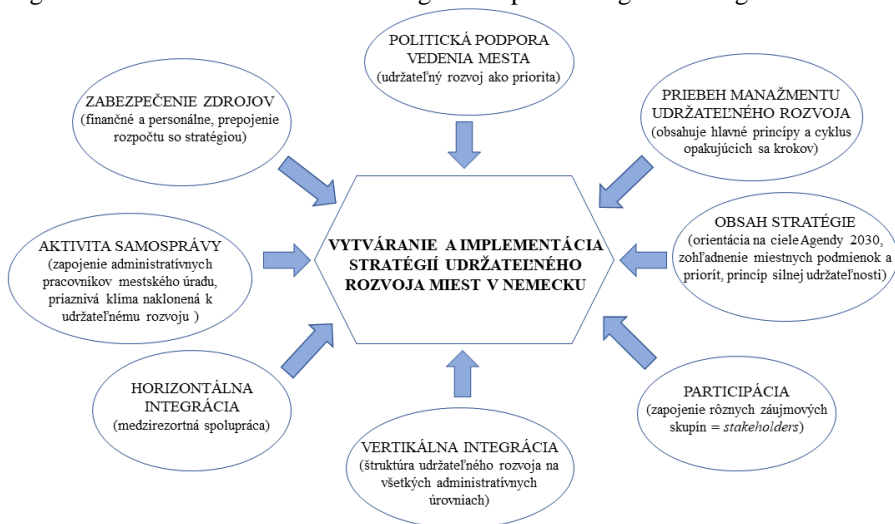 POLITICKÁ PODPORA
VEDENIA MESTA
(udržateľný rozvoj ako priorita)
ZABEZPEČENIE ZDROJOV
(finančné a personálne, prepojenie
rozpočtu so stratégiou)
PRIEBEH MANAŽMENTU
UDRŽATEĽNÉHO ROZVOJA
(obsahuje hlavné princípy a cyklus
opakujúcich sa krokov)
AKTIVITA SAMOSPRÁVY
(zapojenie administratívnych
pracovníkov mestského úradu,
priaznivá klíma naklonená k
udržateľnému rozvoju )
VYTVÁRANIE A IMPLEMENTÁCIA
STRATÉGIÍ UDRŽATEĽNÉHO
ROZVOJA MIEST V NEMECKU
OBSAH STRATÉGIE
(orientácia na ciele Agendy 2030,
zohľadnenie miestnych podmienok a
priorít, princíp silnej udržateľnosti)
HORIZONTÁLNA
INTEGRÁCIA
(medzirezortná spolupráca)
VERTIKÁLNA INTEGRÁCIA
(štruktúra udržateľného rozvoja na
všetkých administratívnych
úrovniach)
PARTICIPÁCIA
(zapojenie rôznych záujmových
skupín = stakeholders)